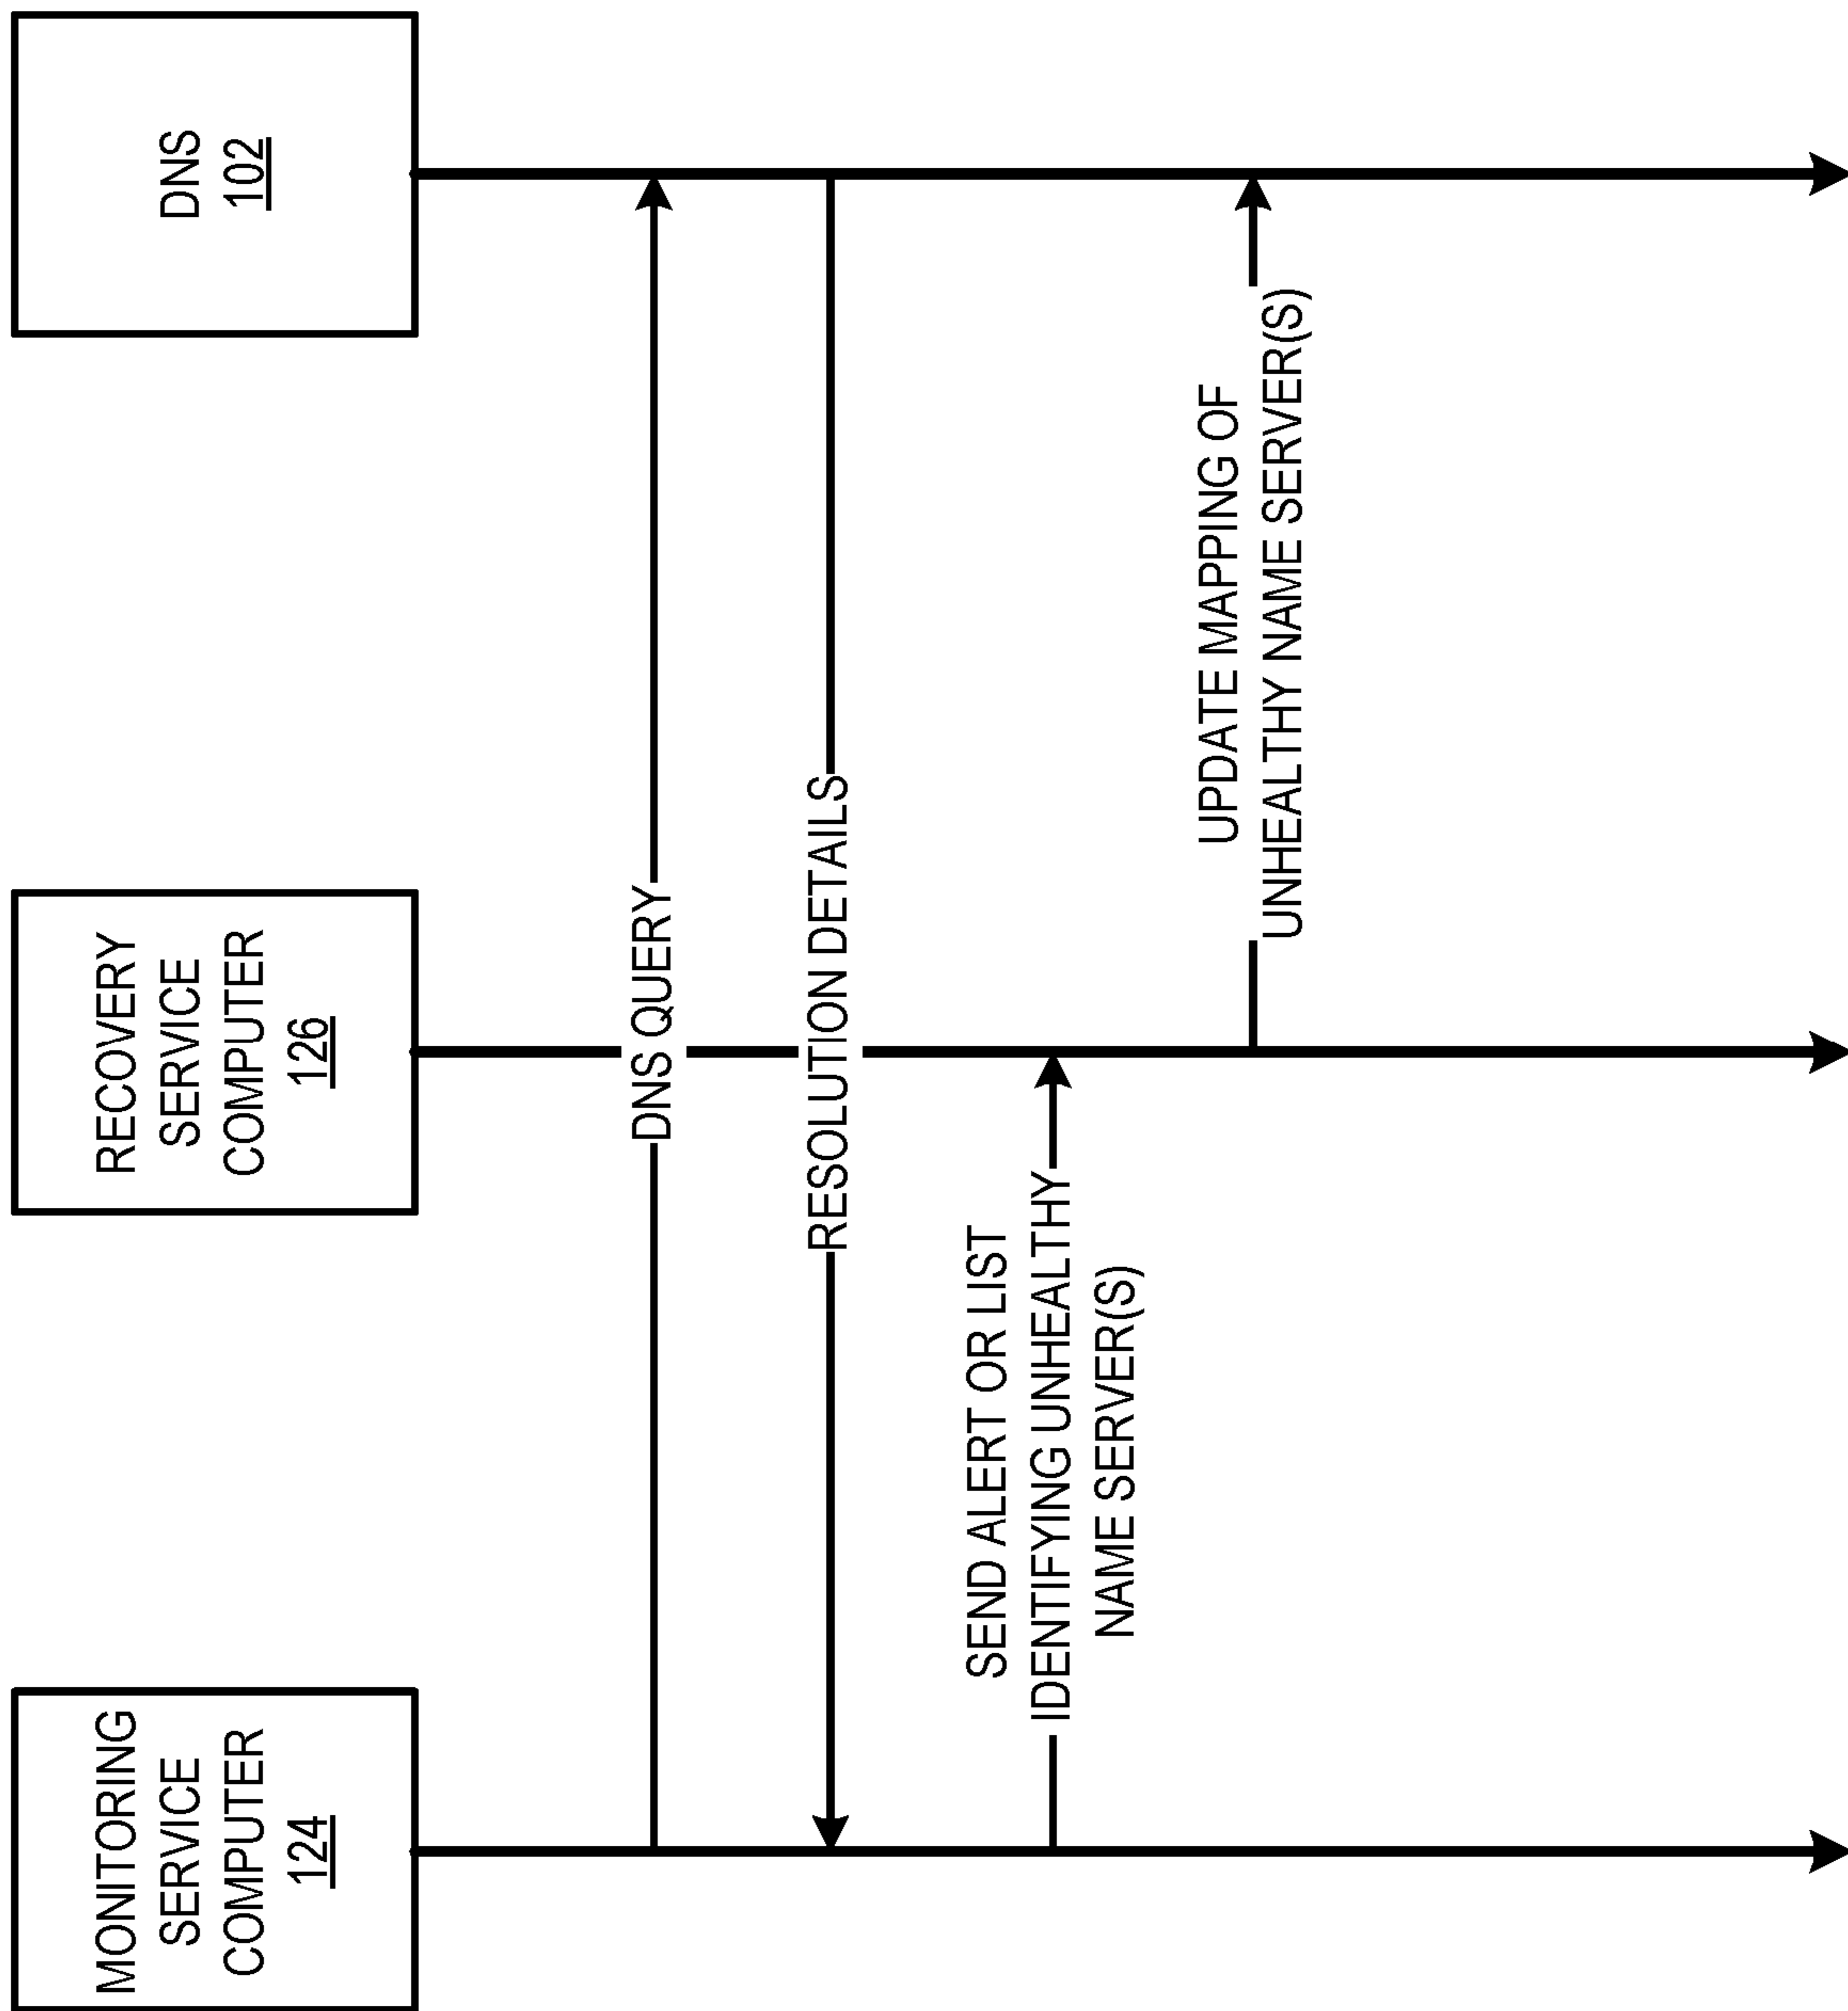 MONITORING
SERVICE
COMPUTER
124
RECOVERY
SERVICE
COMPUTER
126
DNS
102
DNS QUERY
RESOLUTION DETAILS
SEND ALERT OR LIST
IDENTIFYING UNHEALTHY
NAME SERVER(S)
UPDATE MAPPING OF
UNHEALTHY NAME SERVER(S)